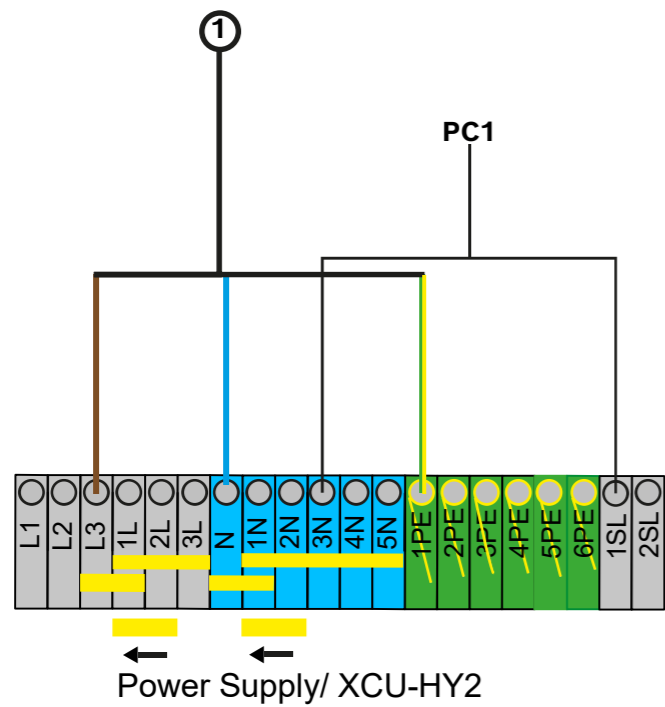 1
PC1
L1
L2
L3
1L
2L
3L
N
1N
2N
3N
4N
5N
1PE
2PE
3PE
4PE
5PE
6PE
1SL
2SL
Power Supply/ XCU-HY2